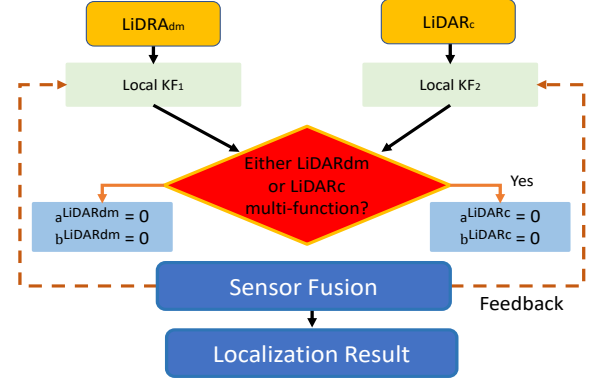 LiDRAdm
LiDARc
Local KF1
Local KF2
Either LiDARdm
or LiDARc
multi-function?
Yes
aLiDARdm = 0
bLiDARdm = 0
aLiDARc = 0
bLiDARc = 0
Sensor Fusion
Feedback
Localization Result